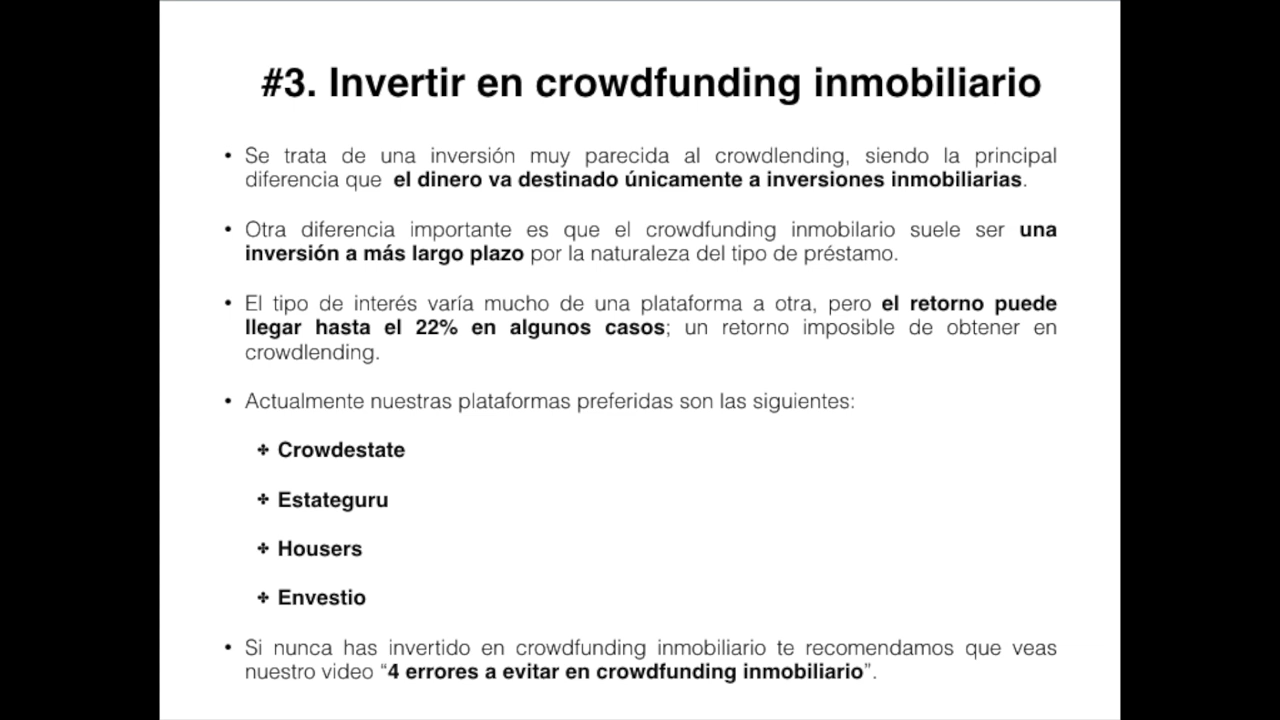 #3. Invertir en crowdfunding inmobiliario
• Se trata de una inversión muy parecida al crowdlending, siendo la principal
diferencia que el dinero va destinado únicamente a inversiones inmobiliarias.
• Otra diferencia importante es que el crowdfunding inmobilario suele ser una
inversión a más largo plazo por la naturaleza del tipo de préstamo.
• El tipo de interés varía mucho de una plataforma a otra, pero el retorno puede
llegar hasta el 22% en algunos casos; un retorno imposible de obtener en
crowdlending.
• Actualmente nuestras plataformas preferidas son las siguientes:
✤ Crowdestate
✤ Estateguru
✤ Housers
✤ Envestio
• Si nunca has invertido en crowdfunding inmobiliario te recomendamos que veas
nuestro video “4 errores a evitar en crowdfunding inmobiliario”.